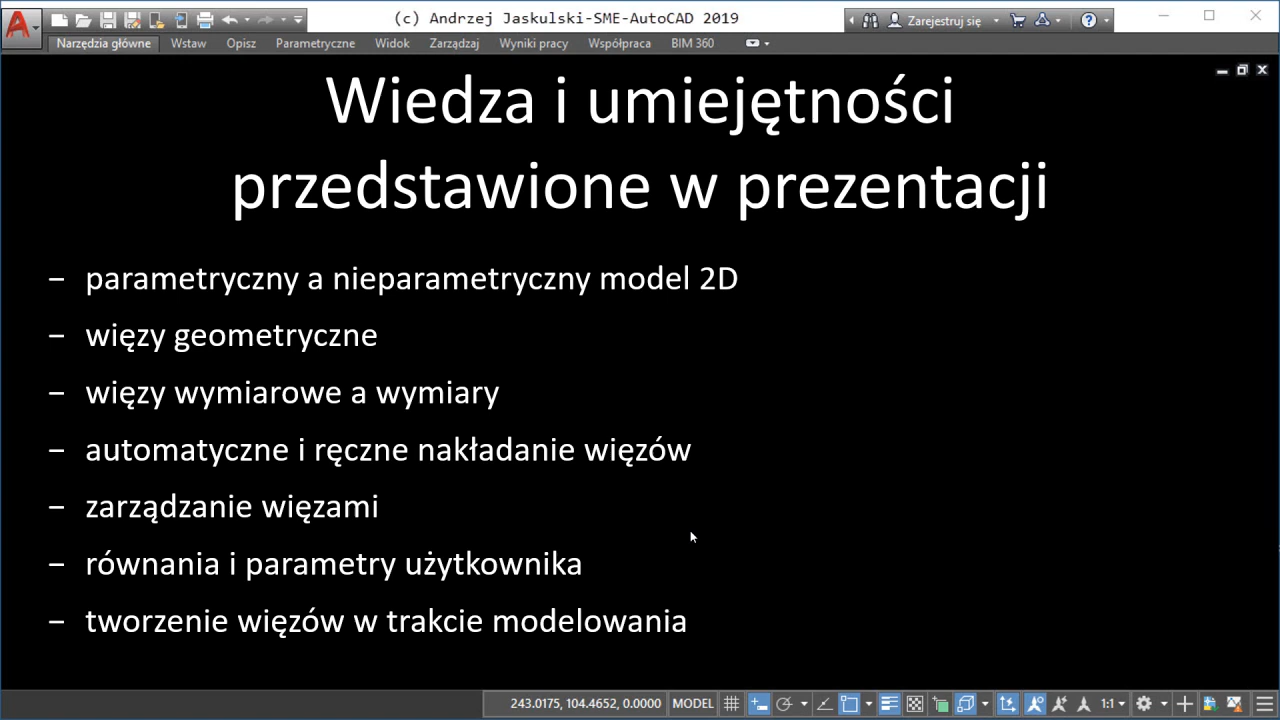 (c) Andrzej Jaskulski-SME-AutoCAD 2019
Zarejestruj się
Narzędzia główne
Wstaw
Opisz
Parametryczne
Widok
Zarządzaj
Wyniki pracy
Współpraca
BIM 360
Wiedza i umiejętności
przedstawione w prezentacji
– parametryczny a nieparametryczny model 2D
– więzy geometryczne
– więzy wymiarowe a wymiary
– automatyczne i ręczne nakładanie więzów
– zarządzanie więzami
– równania i parametry użytkownika
– tworzenie więzów w trakcie modelowania
243.0175, 104.4652, 0.0000
MODEL
1:1